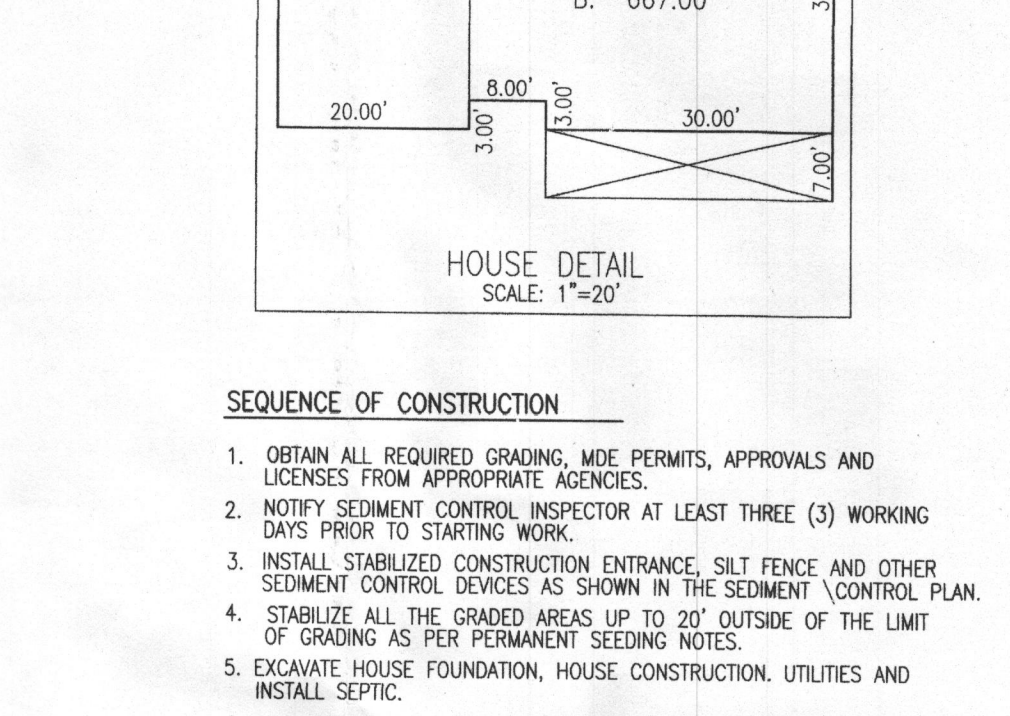 B. 667.00
3
8.00'
3.00'
20.00'
3.00'
30.00'
7.00'
HOUSE DETAIL
SCALE: 1"=20'
SEQUENCE OF CONSTRUCTION
1. OBTAIN ALL REQUIRED GRADING, MDE PERMITS, APPROVALS AND
LICENSES FROM APPROPRIATE AGENCIES.
2. NOTIFY SEDIMENT CONTROL INSPECTOR AT LEAST THREE (3) WORKING
DAYS PRIOR TO STARTING WORK.
3. INSTALL STABILIZED CONSTRUCTION ENTRANCE, SILT FENCE AND OTHER
SEDIMENT CONTROL DEVICES AS SHOWN IN THE SEDIMENT \CONTROL PLAN.
4. STABILIZE ALL THE GRADED AREAS UP TO 20' OUTSIDE OF THE LIMIT
OF GRADING AS PER PERMANENT SEEDING NOTES.
5. EXCAVATE HOUSE FOUNDATION, HOUSE CONSTRUCTION. UTILITIES AND
INSTALL SEPTIC.